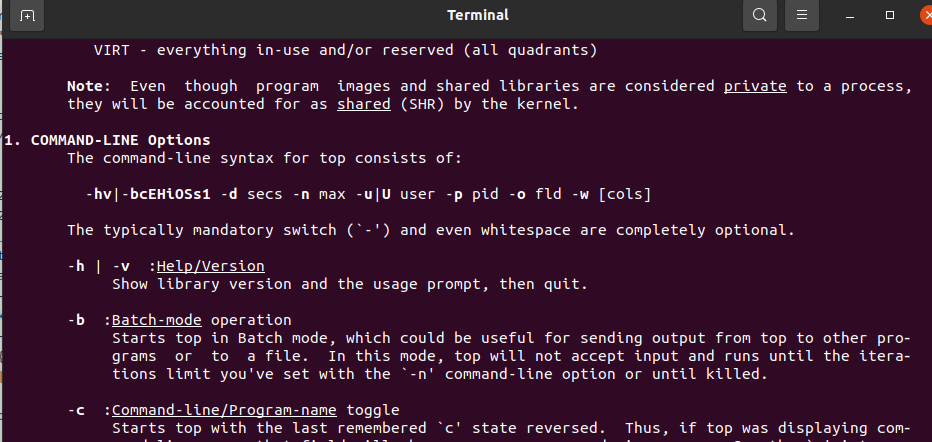 Terminal
VIRT - everything in-use and/or reserved (all quadrants)
Note:  Even  though  program  images and shared libraries are considered private to a process,
they will be accounted for as shared (SHR) by the kernel.
1. COMMAND-LINE Options
The command-line syntax for top consists of:
-hv|-bcEHiOSs1 -d secs -n max -u|U user -p pid -o fld -w [cols]
The typically mandatory switch (`-') and even whitespace are completely optional.
-h | -v  :Help/Version
Show library version and the usage prompt, then quit.
-b  :Batch-mode operation
Starts top in Batch mode, which could be useful for sending output from top to other pro-
grams  or  to  a file.  In this mode, top will not accept input and runs until the itera-
tions limit you've set with the `-n' command-line option or until killed.
-c  :Command-line/Program-name toggle
Starts top with the last remembered `c' state reversed.  Thus, if top was displaying com-